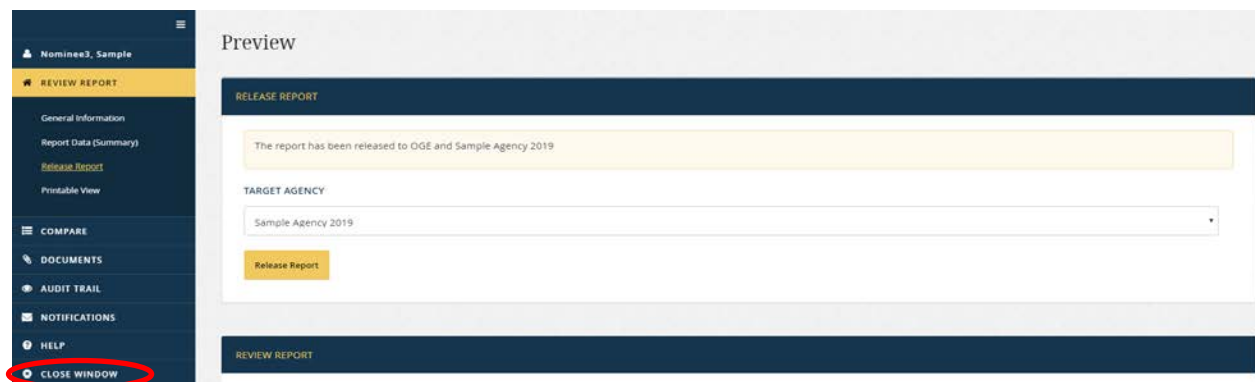 Nominee3, Sample
REVIEW REPORT
General Information
Report Data (Summary)
Release Report
Printable View
COMPARE
DOCUMENTS
AUDIT TRAIL
NOTIFICATIONS
HELP
CLOSE WINDOW
Preview
RELEASE REPORT
The report has been released to OGE and Sample Agency 2019
TARGET AGENCY
Sample Agency 2019
Release Report
REVIEW REPORT